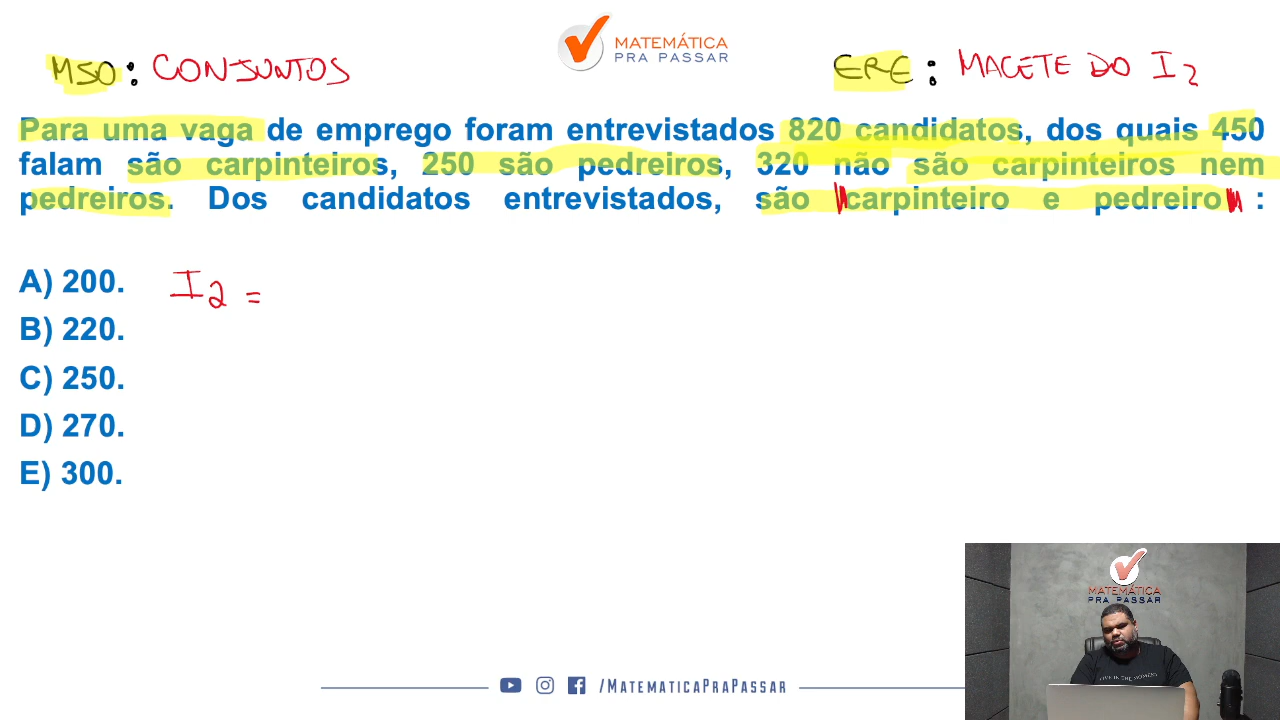 MATEMÁTICA
PRA PASSAR
MSO: CONJUNTOS
ERE: MACETE DO I2
Para uma vaga de emprego foram entrevistados 820 candidatos, dos quais 450
falam são carpinteiros, 250 são pedreiros, 320 não são carpinteiros nem
pedreiros. Dos candidatos entrevistados, são carpinteiro e pedreiro :
A) 200.
I2 =
B) 220.
C) 250.
D) 270.
E) 300.
MATEMÁTICA
PRA PASSAR
/MATEMATICAPRAPASSAR